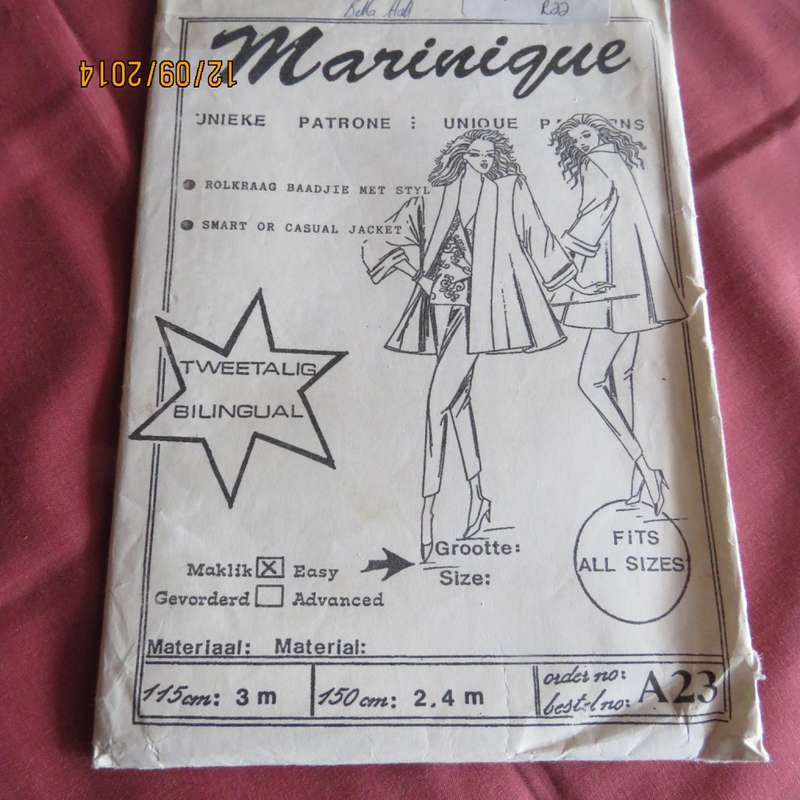 R22
12/09/2014
Marinique
UNIEKE PATRONE : UNIQUE PATTERNS
ROLKRAAG BAADJIE MET STYL
SMART OR CASUAL JACKET
TWEETALIG
BILINGUAL
Maklik ☒ Easy
Gevorderd ☐ Advanced
Grootte:
Size:
FiTS
ALL SIZES
Materiaal: Material:
115cm: 3 m
150cm: 2,4 m
order no:
bestel no: A23